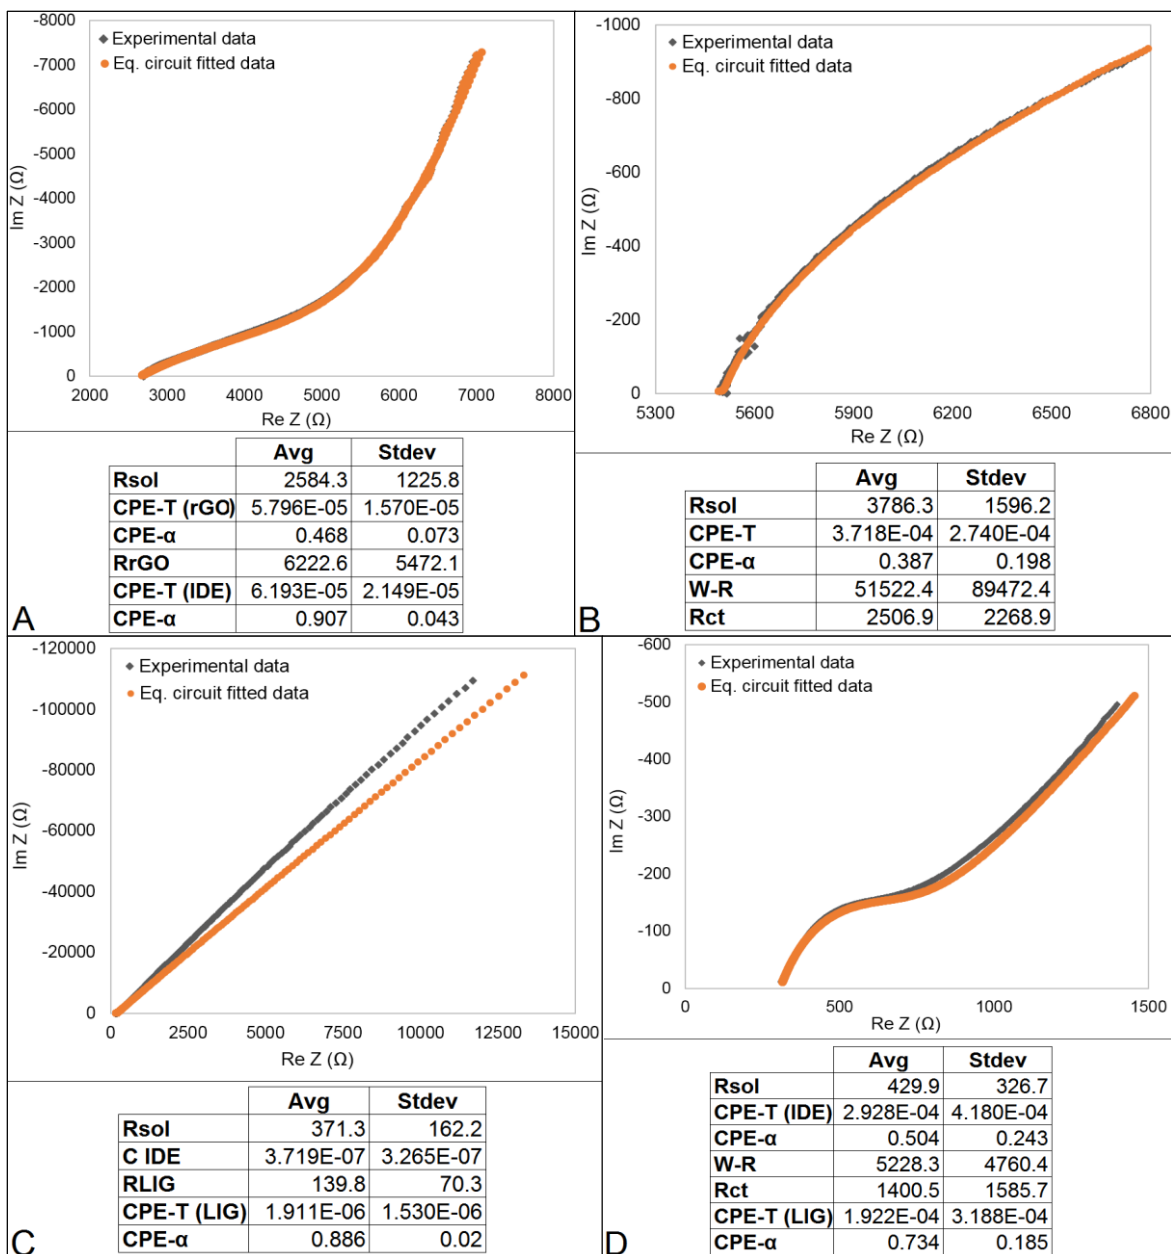 -8000
-7000
-6000
-5000
-4000
-3000
-2000
-1000
0
Im Z (Ω)
Experimental data
Eq. circuit fitted data
2000 3000 4000 5000 6000 7000 8000
Re Z (Ω)
Avg Stdev
Rsol 2584.3 1225.8
CPE-T (rGO) 5.796E-05 1.570E-05
CPE-α 0.468 0.073
RrGO 6222.6 5472.1
CPE-T (IDE) 6.193E-05 2.149E-05
CPE-α 0.907 0.043
A
-1000
-800
-600
-400
-200
0
Im Z (Ω)
Experimental data
Eq. circuit fitted data
5300 5600 5900 6200 6500 6800
Re Z (Ω)
Avg Stdev
Rsol 3786.3 1596.2
CPE-T 3.718E-04 2.740E-04
CPE-α 0.387 0.198
W-R 51522.4 89472.4
Rct 2506.9 2268.9
B
-120000
-100000
-80000
-60000
-40000
-20000
0
Im Z (Ω)
Experimental data
Eq. circuit fitted data
0 2500 5000 7500 10000 12500 15000
Re Z (Ω)
Avg Stdev
Rsol 371.3 162.2
C IDE 3.719E-07 3.265E-07
RLIG 139.8 70.3
CPE-T (LIG) 1.911E-06 1.530E-06
CPE-α 0.886 0.02
C
-600
-500
-400
-300
-200
-100
0
Im Z (Ω)
Experimental data
Eq. circuit fitted data
0 500 1000 1500
Re Z (Ω)
Avg Stdev
Rsol 429.9 326.7
CPE-T (IDE) 2.928E-04 4.180E-04
CPE-α 0.504 0.243
W-R 5228.3 4760.4
Rct 1400.5 1585.7
CPE-T (LIG) 1.922E-04 3.188E-04
CPE-α 0.734 0.185
D